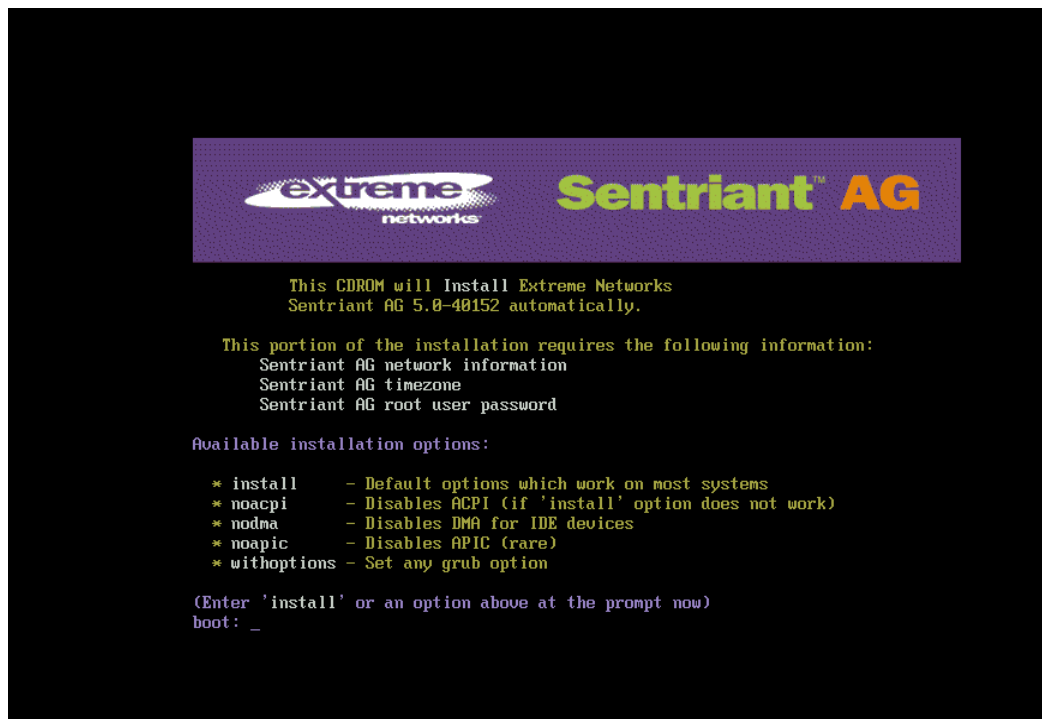 extreme networks
Sentriant™ AG
This CDROM will Install Extreme Networks
Sentriant AG 5.0-40152 automatically.
This portion of the installation requires the following information:
Sentriant AG network information
Sentriant AG timezone
Sentriant AG root user password
Available installation options:
* install - Default options which work on most systems
* noacpi - Disables ACPI (if 'install' option does not work)
* nodma - Disables DMA for IDE devices
* noapic - Disables APIC (rare)
* withoptions - Set any grub option
(Enter 'install' or an option above at the prompt now)
boot: _